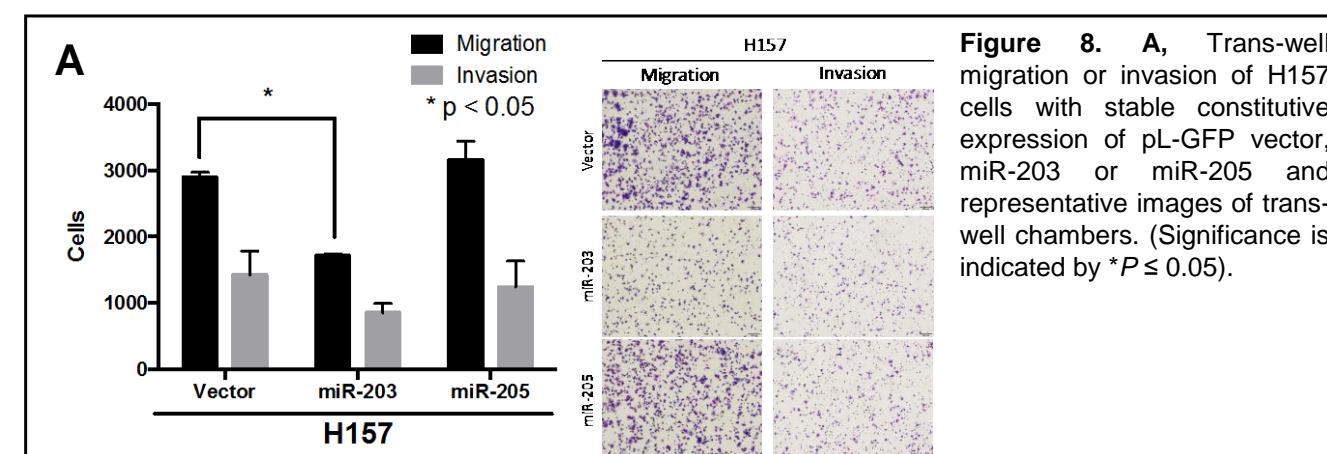 A
Migration
Invasion
* p < 0.05
*
4000
3000
2000
1000
0
Cells
Vector
miR-203
miR-205
H157
H157
Migration
Invasion
Vector
miR-203
miR-205
Figure 8. A, Trans-well
migration or invasion of H157
cells with stable constitutive
expression of pL-GFP vector,
miR-203 or miR-205 and
representative images of trans-
well chambers. (Significance is
indicated by *P ≤ 0.05).